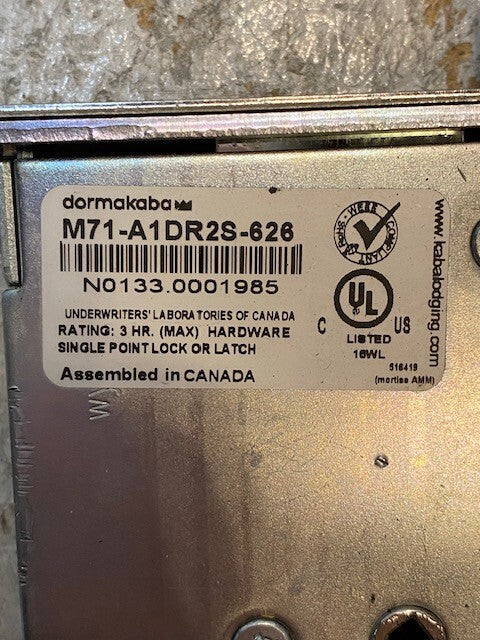 dormakaba
M71-A1DR2S-626
N0133.0001985
UNDERWRITERS' LABORATORIES OF CANADA
RATING: 3 HR. (MAX) HARDWARE
SINGLE POINT LOCK OR LATCH
Assembled in CANADA
WEEE
COMPLIANT
UL
C US
LISTED
16WL
516419
(mortise AMM)
www.kabalodging.com